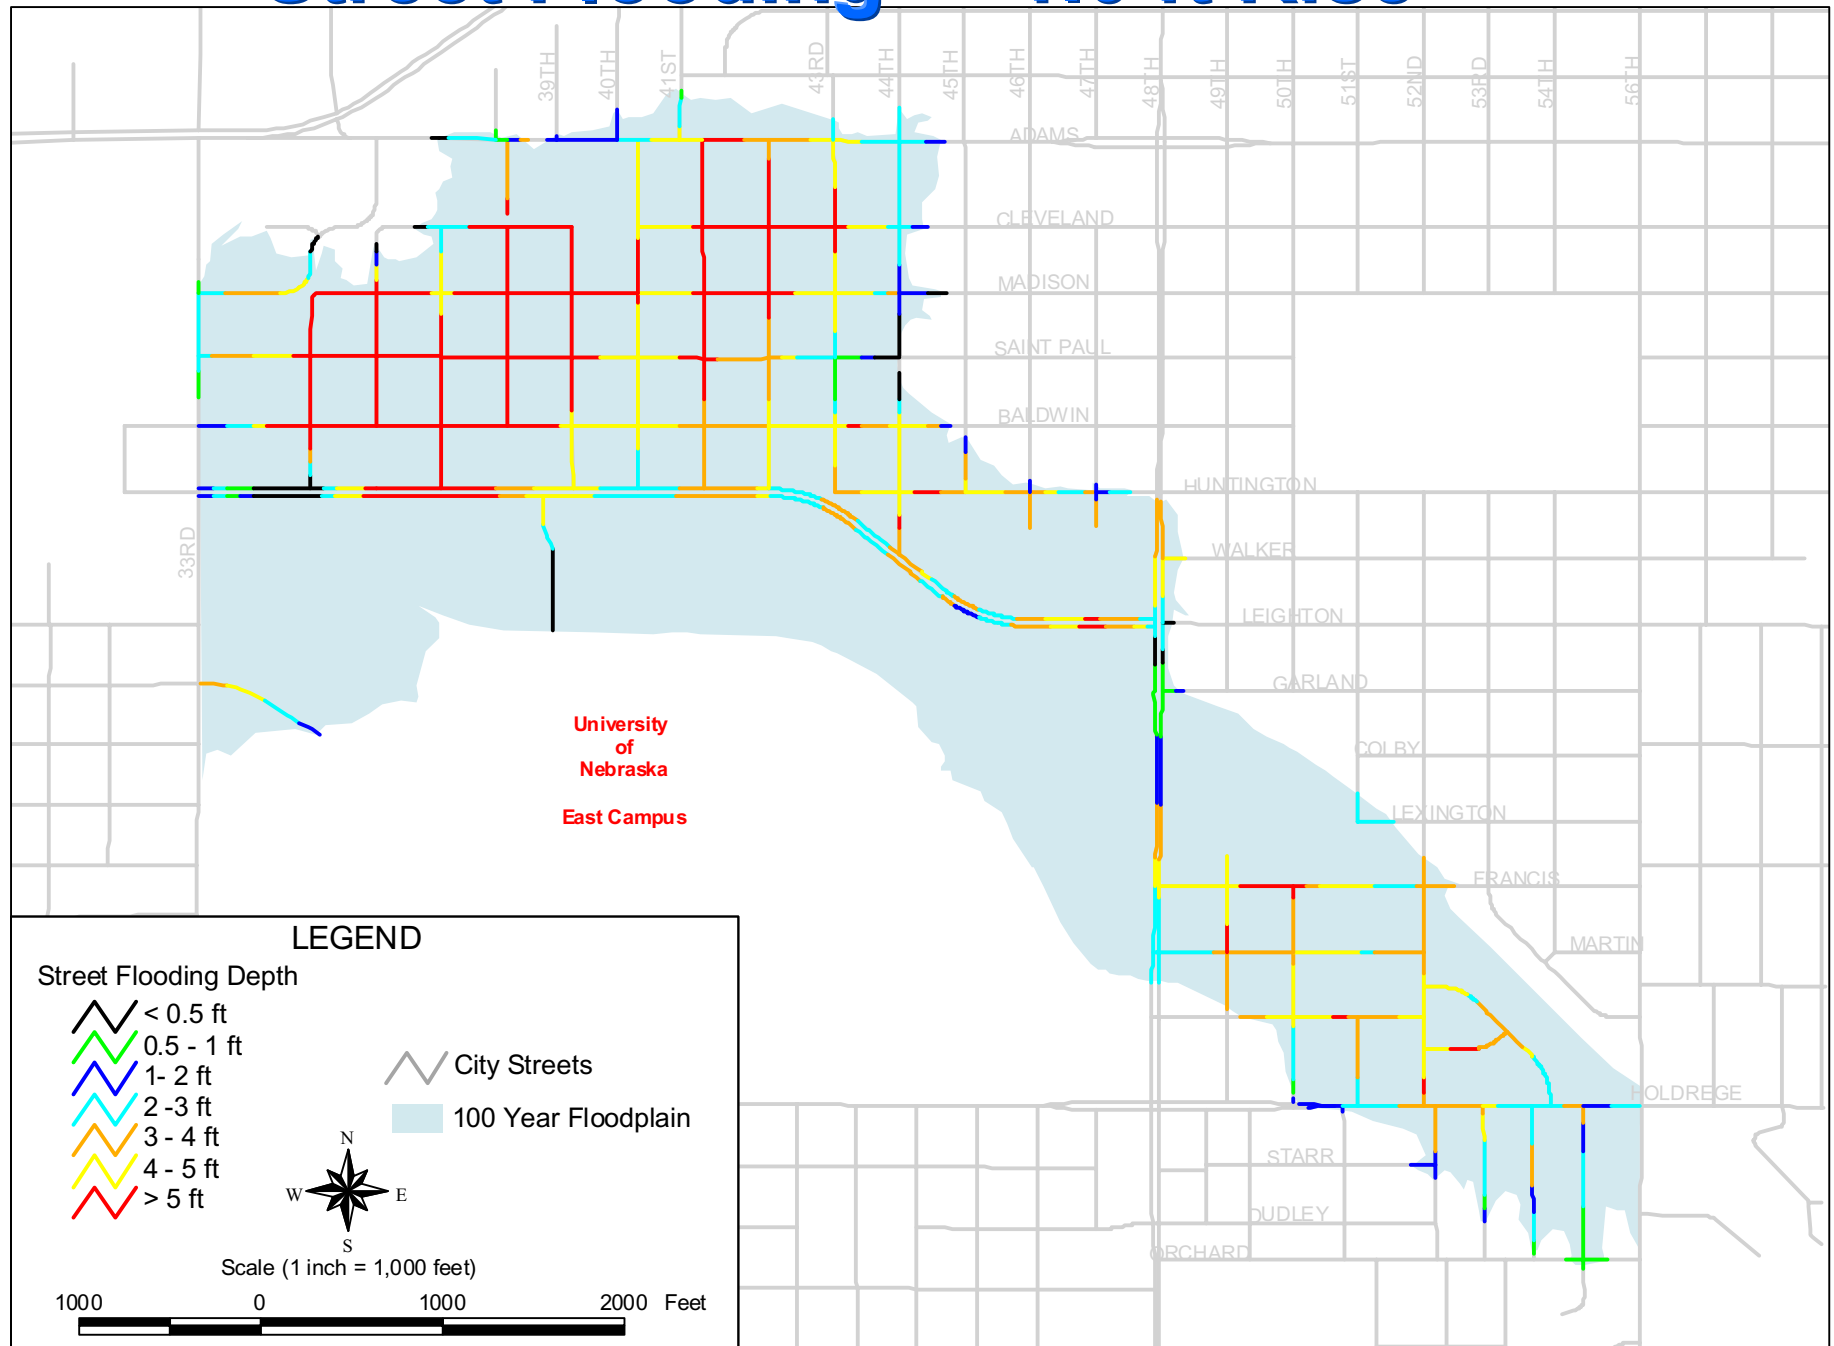 Street Flooding
39TH
40TH
41ST
43RD
44TH
45TH
46TH
47TH
48TH
49TH
50TH
51ST
52ND
53RD
54TH
56TH
ADAMS
CLEVELAND
MADISON
SAINT PAUL
BALDWIN
HUNTINGTON
33RD
WALKER
LEIGHTON
GARLAND
University
of
Nebraska
East Campus
COLBY
LEXINGTON
FRANCIS
MARTIN
HOLDREGE
STARR
DUDLEY
ORCHARD
LEGEND
Street Flooding Depth
< 0.5 ft
0.5 - 1 ft
1- 2 ft
2 -3 ft
3 - 4 ft
4 - 5 ft
> 5 ft
City Streets
100 Year Floodplain
N
W
E
S
Scale (1 inch = 1,000 feet)
1000 0 1000 2000 Feet